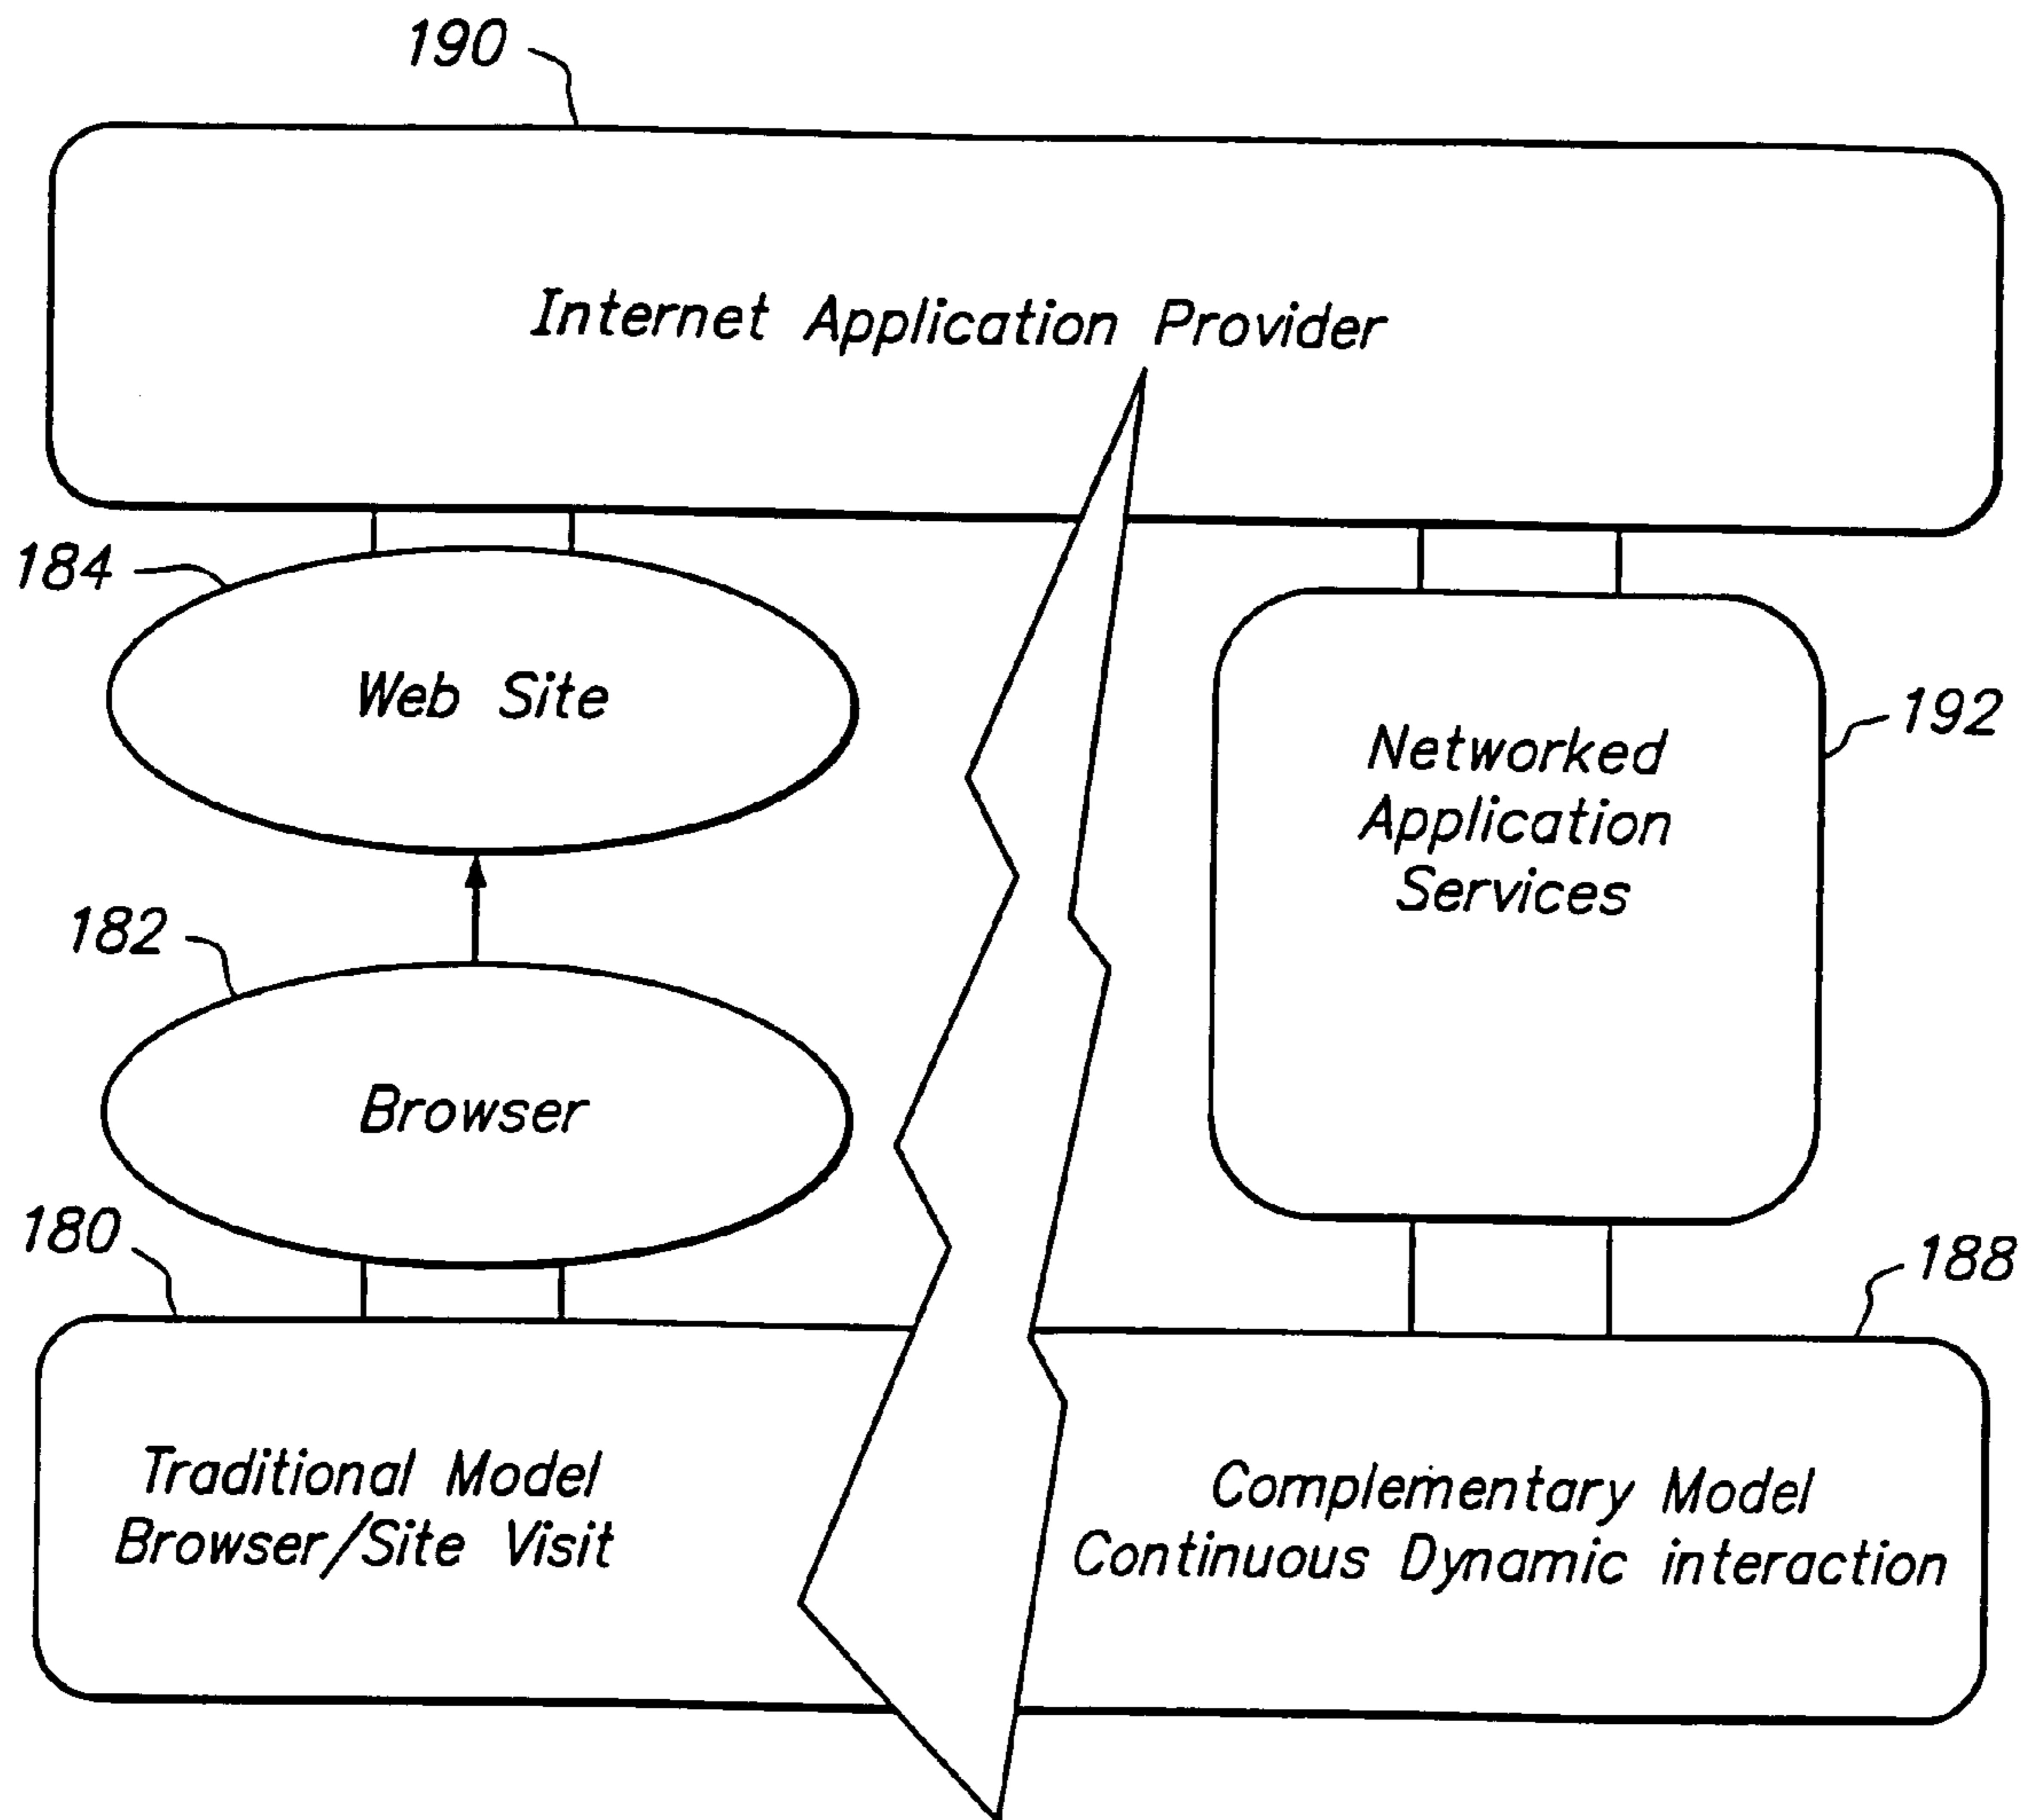 190
Internet Application Provider
184
Web Site
192
Networked
Application
Services
182
Browser
180
188
Traditional Model
Browser/Site Visit
Complementary Model
Continuous Dynamic interaction